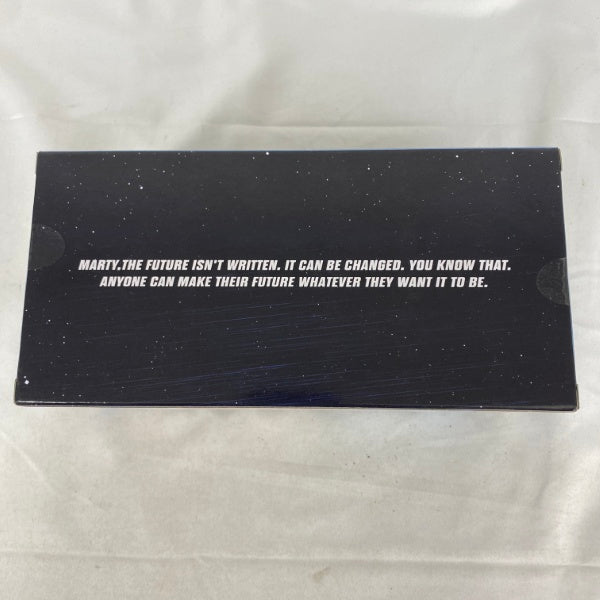 MARTY.THE FUTURE ISN'T WRITTEN. IT CAN BE CHANGED. YOU KNOW THAT.
ANYONE CAN MAKE THEIR FUTURE WHATEVER THEY WANT IT TO BE.